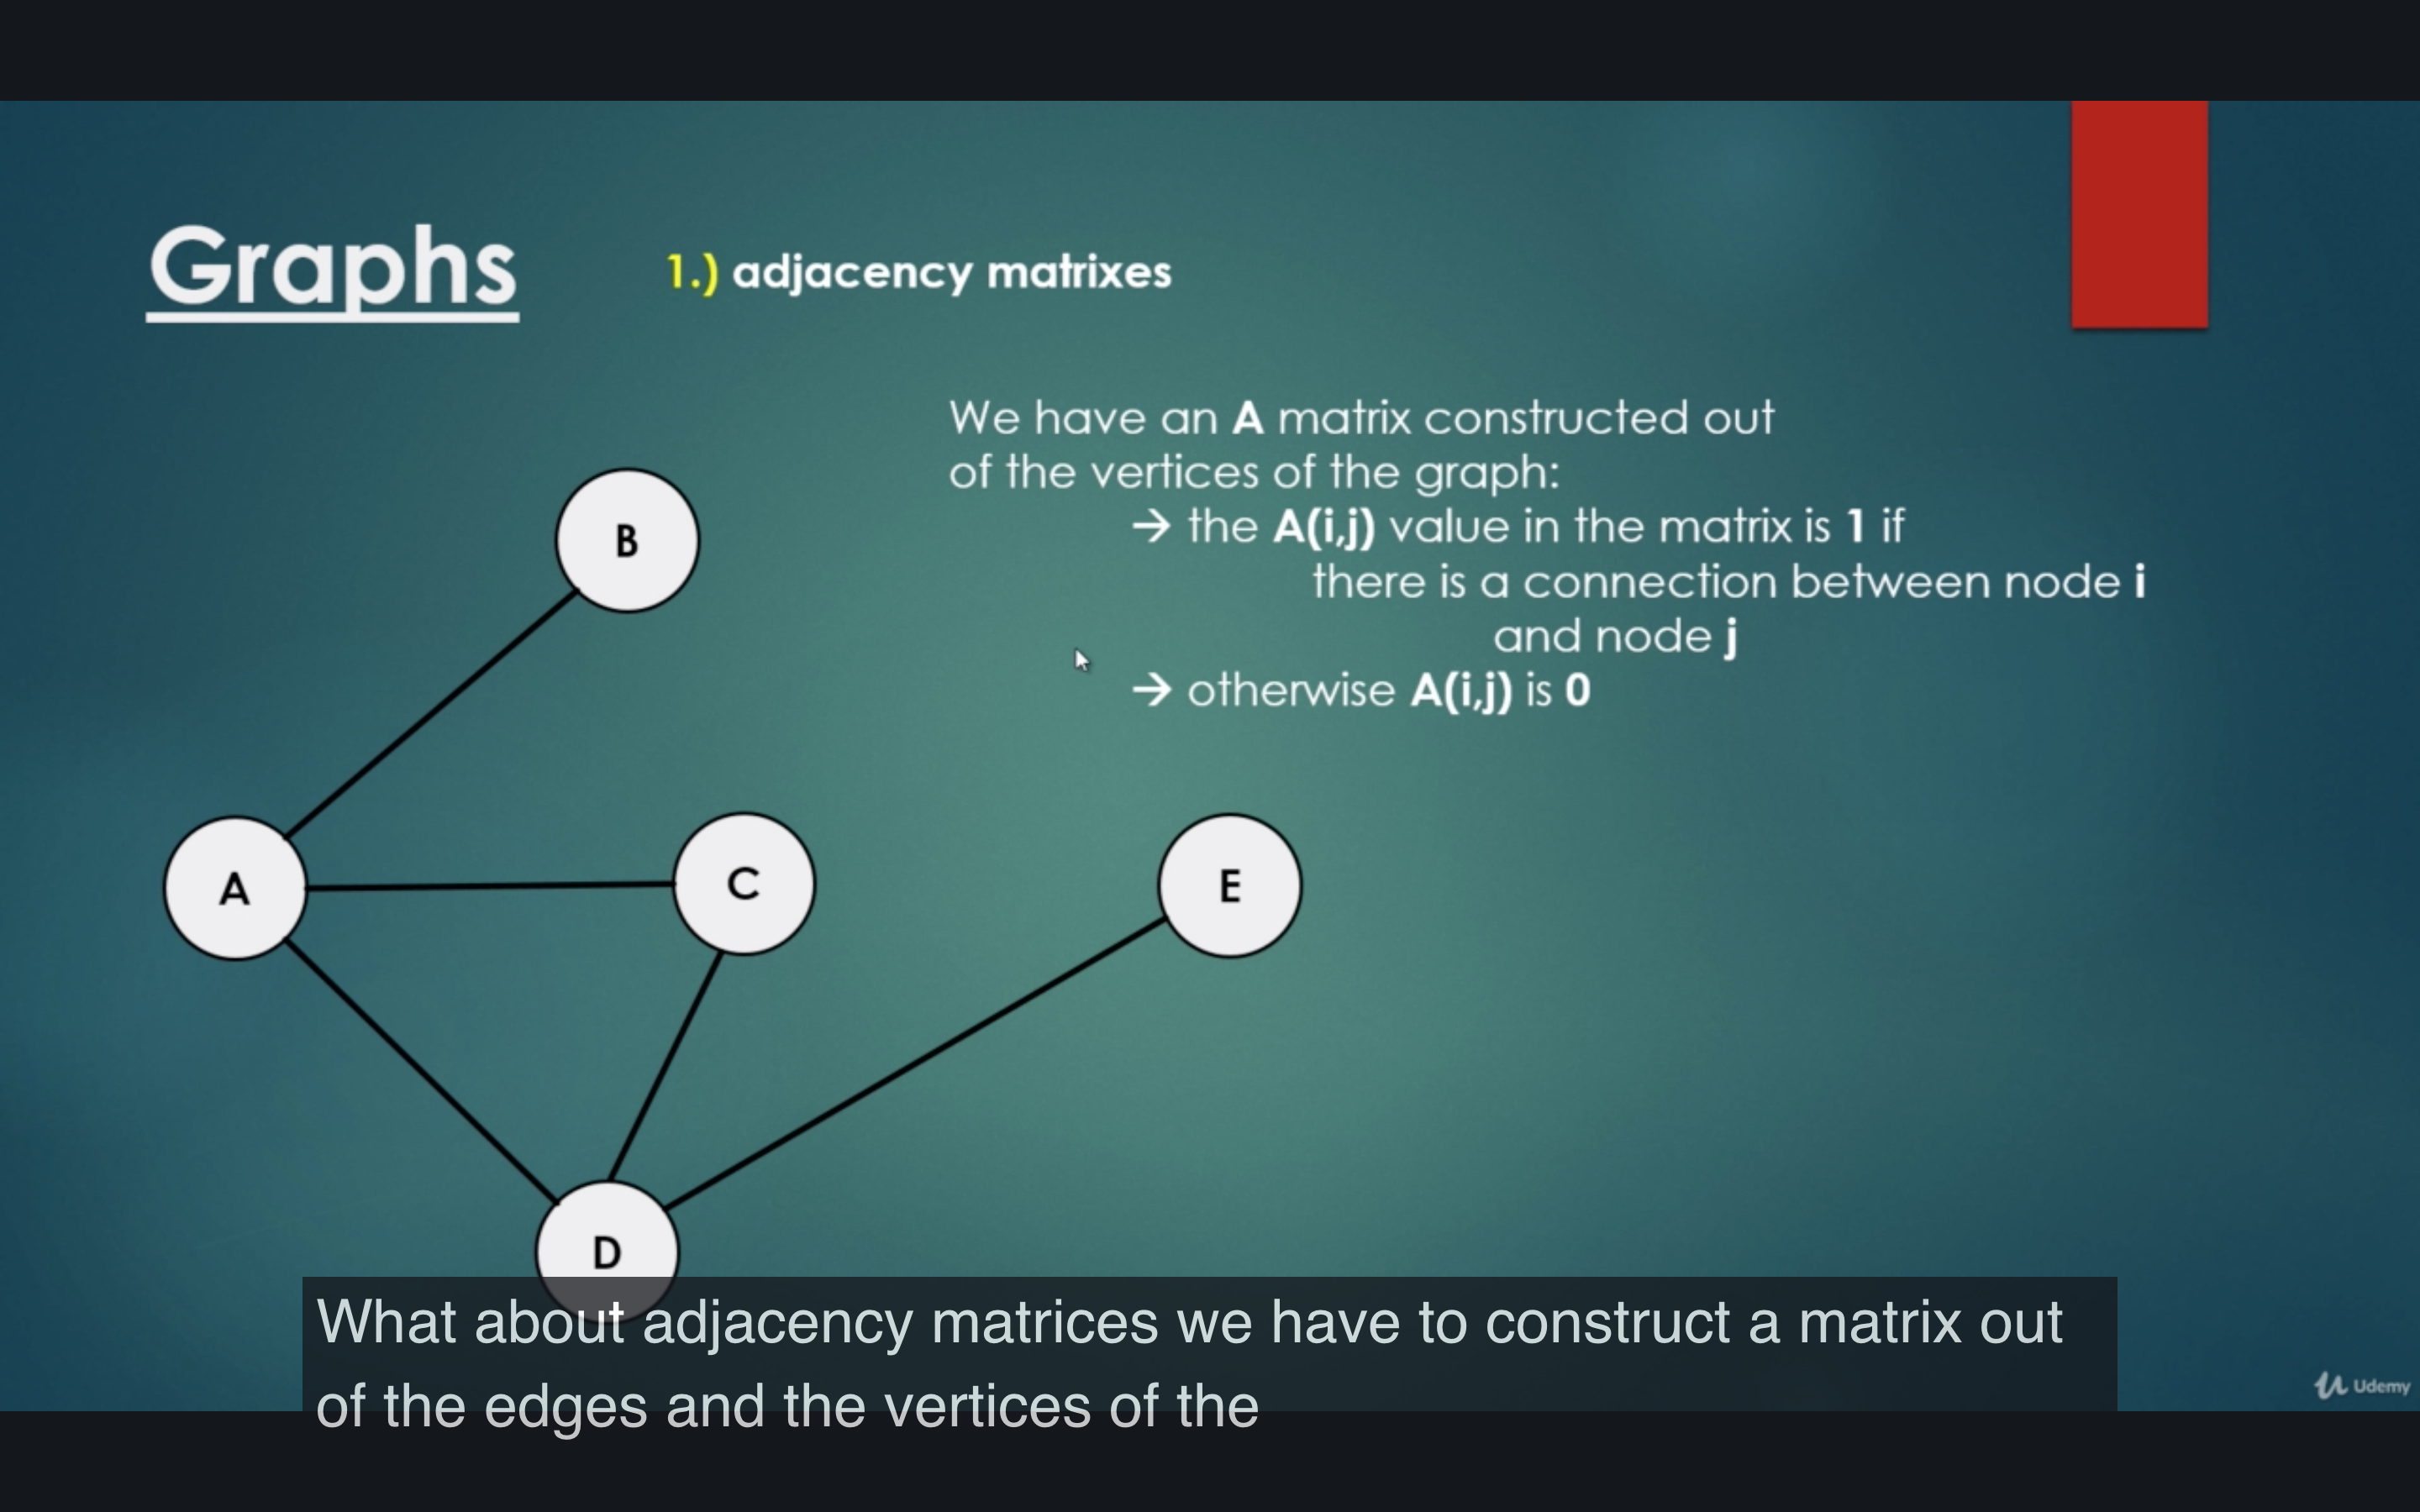 Graphs
1.) adjacency matrixes
We have an A matrix constructed out
of the vertices of the graph:
→ the A(i,j) value in the matrix is 1 if
there is a connection between node i
and node j
→ otherwise A(i,j) is 0
B
A
C
E
D
What about adjacency matrices we have to construct a matrix out
of the edges and the vertices of the
Udemy